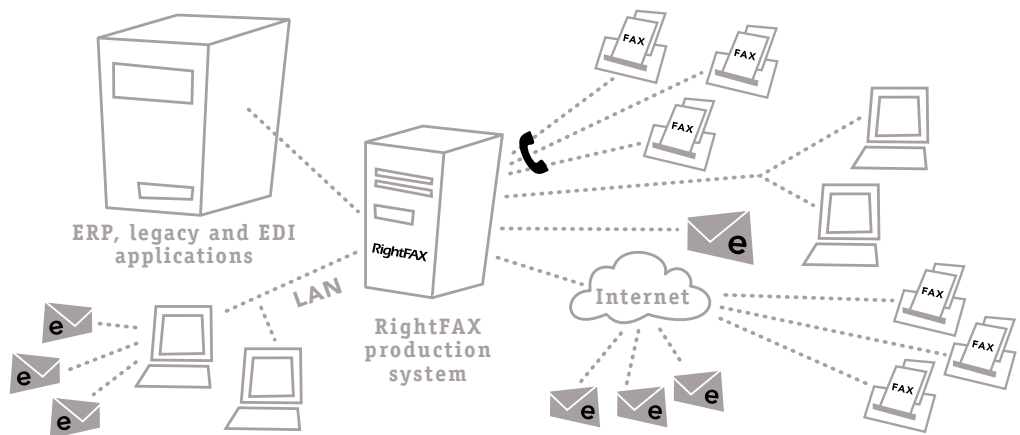 FAX
FAX
FAX
ERP, legacy and EDI
applications
RightFAX
e
LAN
Internet
RightFAX
production
system
e
e
e
e
e
e
FAX
FAX
FAX